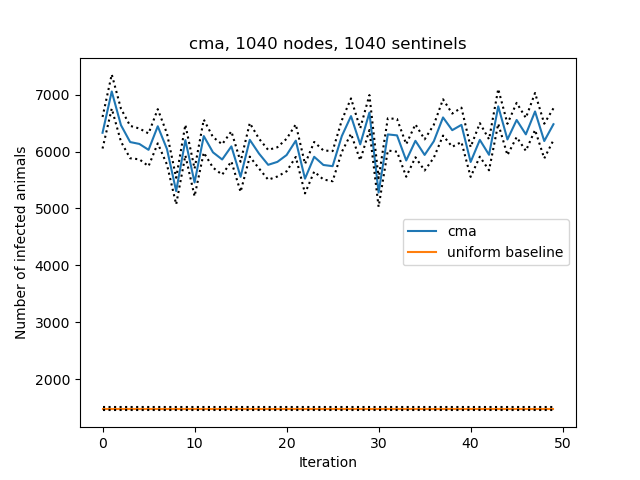 cma, 1040 nodes, 1040 sentinels
7000
6000
5000
4000
3000
2000
Number of infected animals
cma
uniform baseline
0 10 20 30 40 50
Iteration